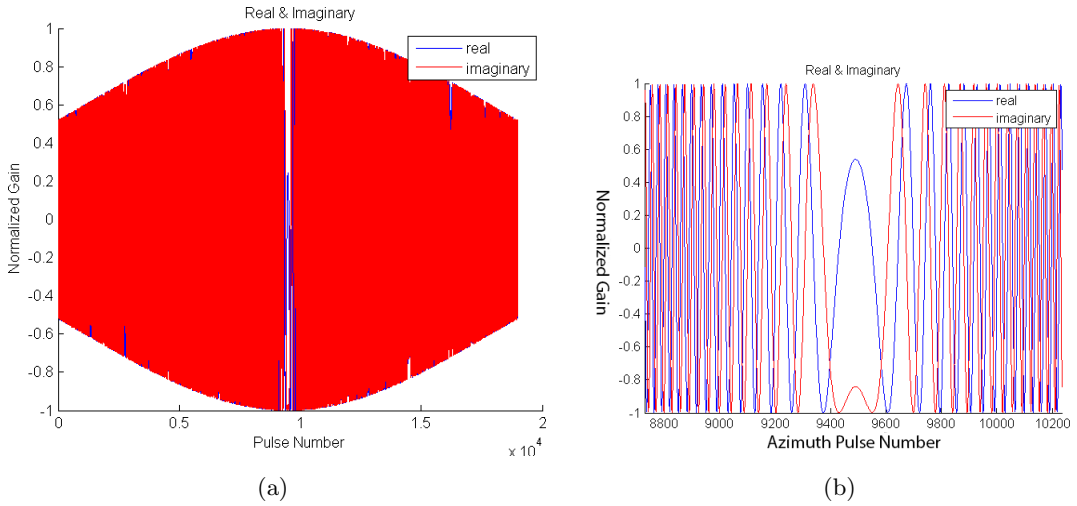 Real & Imaginary
real
imaginary
Normalized Gain
1
0.8
0.6
0.4
0.2
0
-0.2
-0.4
-0.6
-0.8
-1
0 0.5 1 1.5 2
x 10^4
Pulse Number
(a)
Real & Imaginary
real
imaginary
Normalized Gain
1
0.8
0.6
0.4
0.2
0
-0.2
-0.4
-0.6
-0.8
-1
8800 9000 9200 9400 9600 9800 10000 10200
Azimuth Pulse Number
(b)